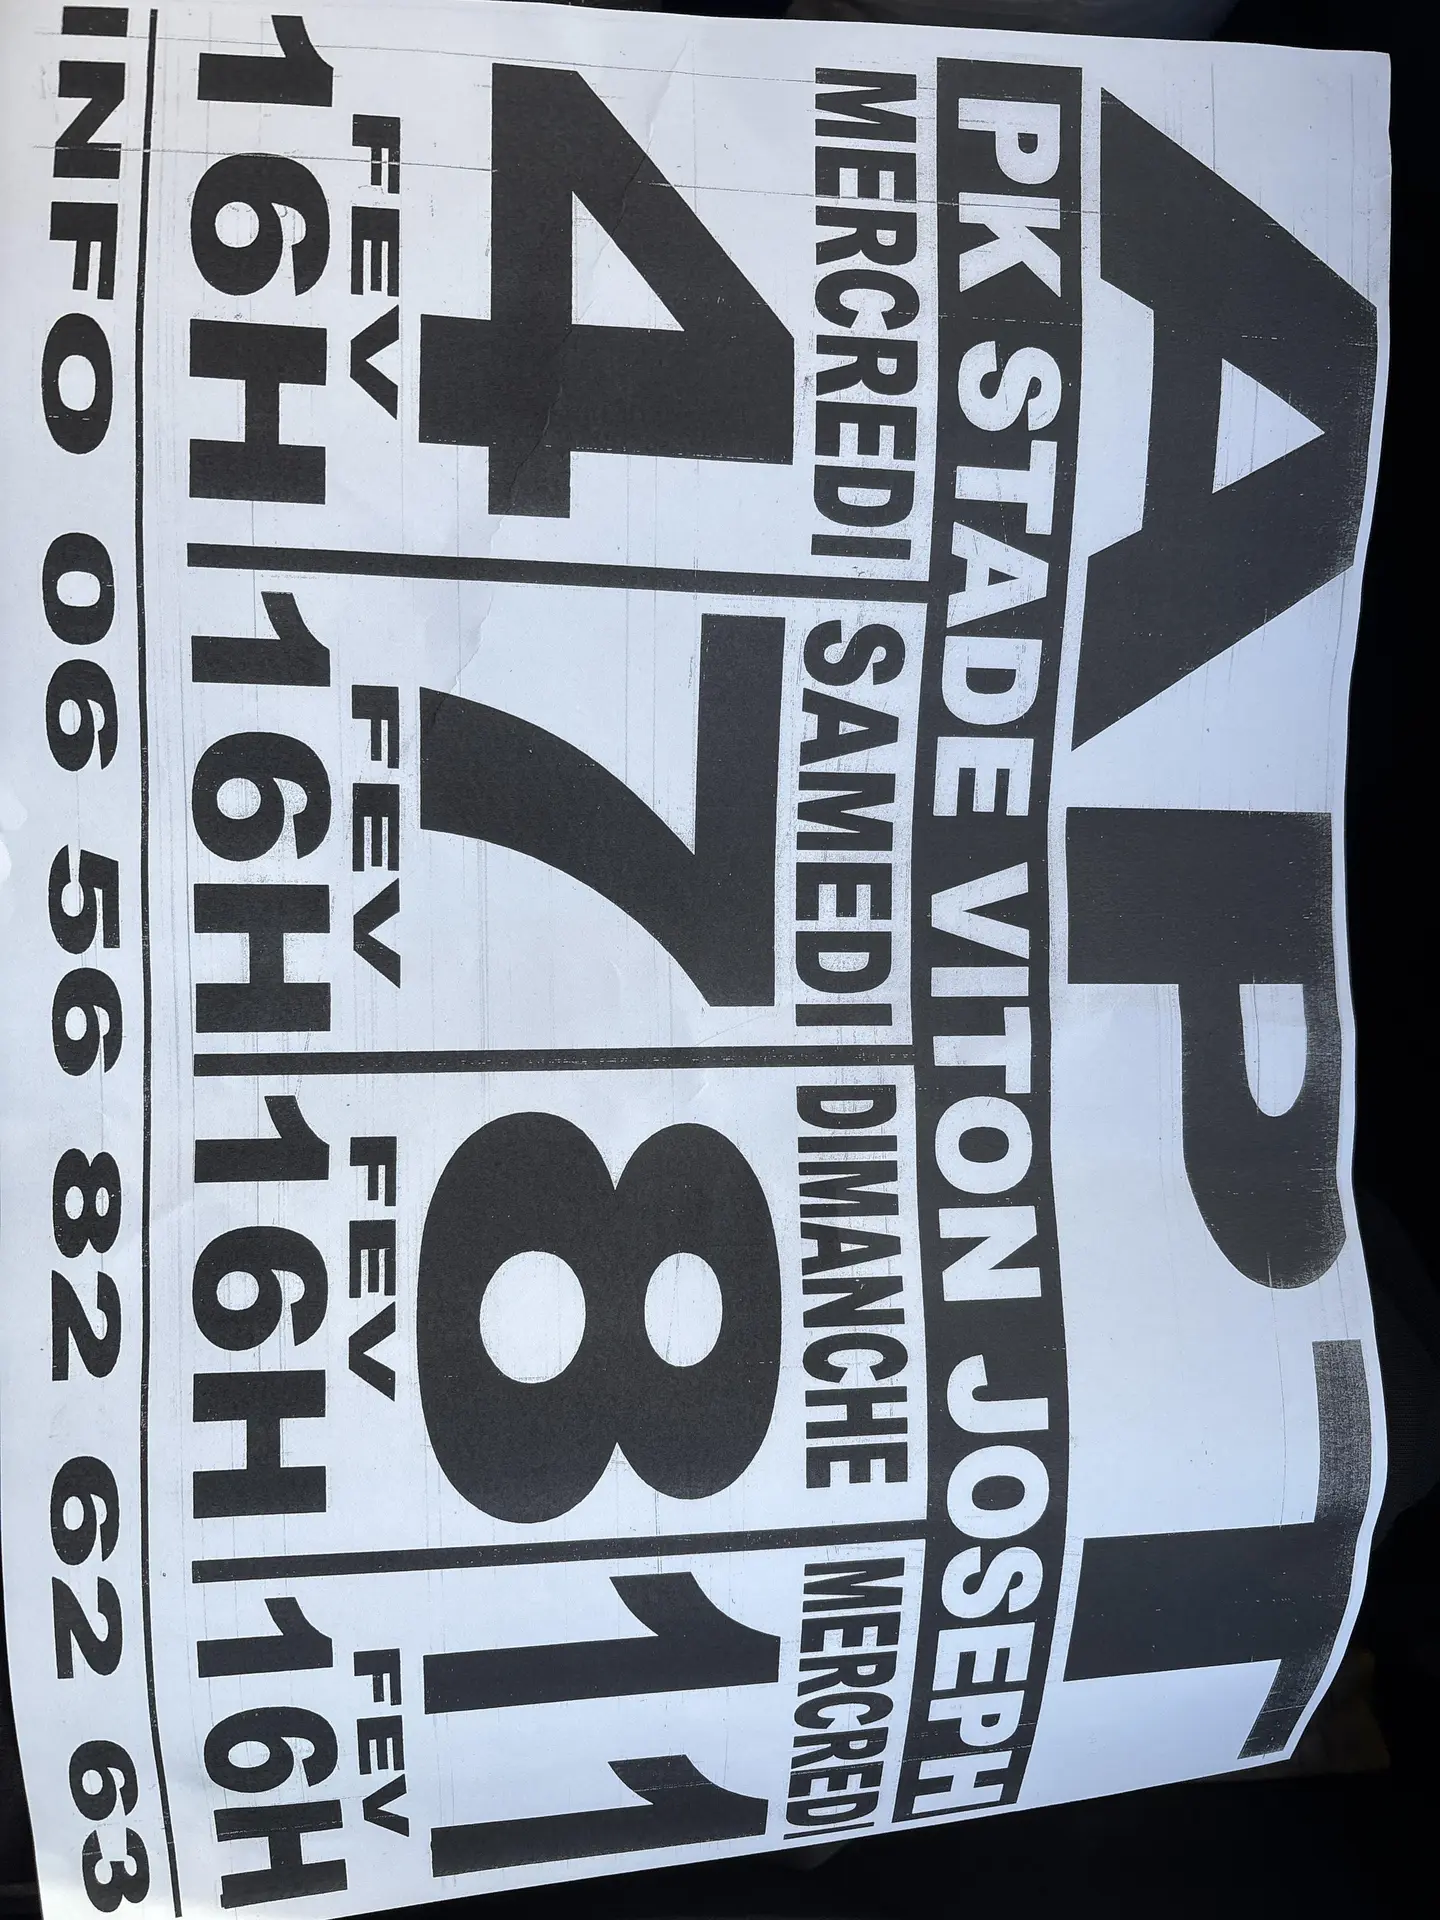 APT
PK STADE VITON JOSEPH
MERCREDI SAMEDI DIMANCHE MERCREDI
4 7 8 11
FEV FEV FEV FEV
16H 16H 16H 16H
INFO 06 56 82 62 63